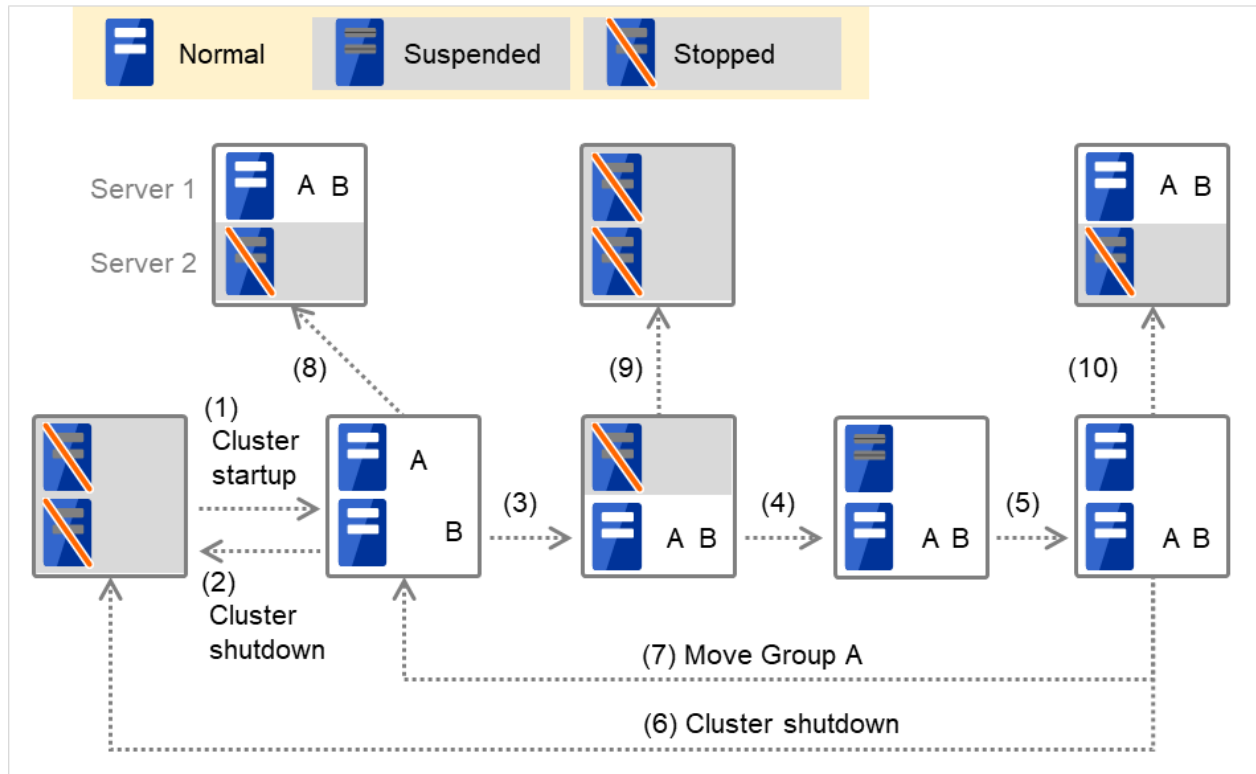 Normal
Suspended
Stopped
Server 1
A B
A B
Server 2
(8)
(9)
(10)
(1)
Cluster
startup
A
B
(3)
A B
(4)
A B
(5)
A B
(2)
Cluster
shutdown
(7) Move Group A
(6) Cluster shutdown